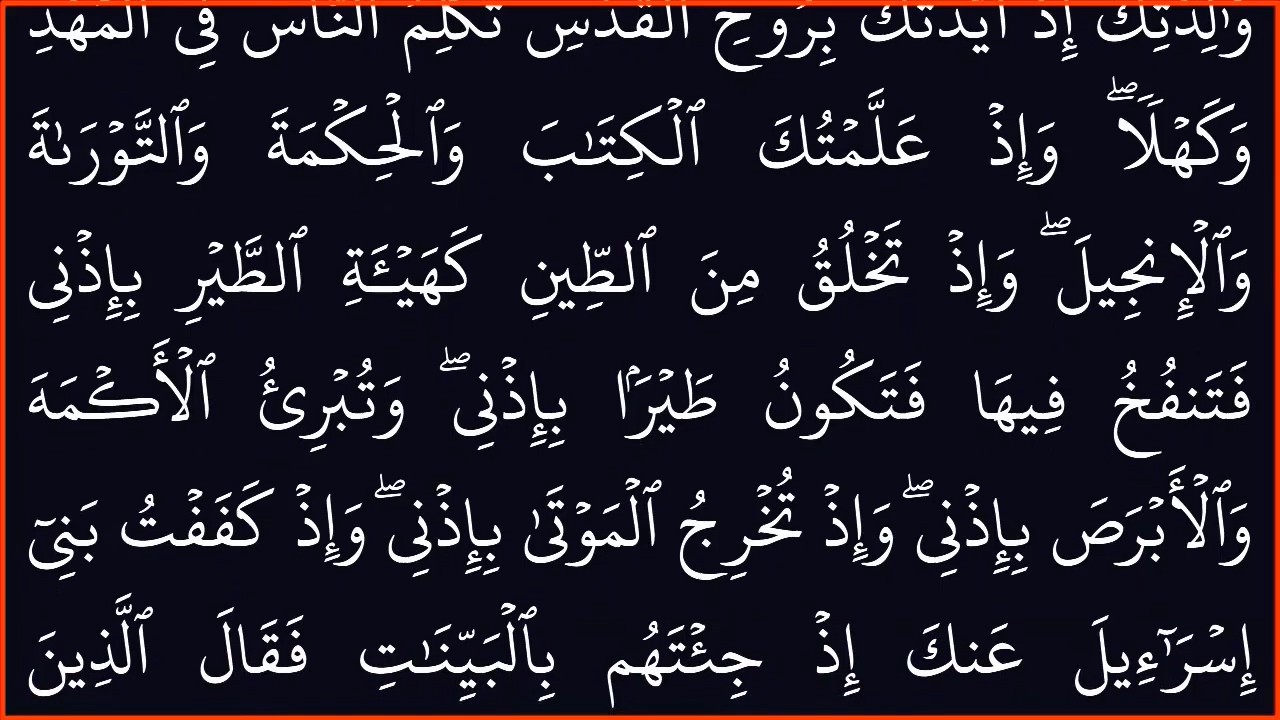 وَٰلِدَتِكَ إِذْ أَيَّدتُّكَ بِرُوحِ ٱلْقُدُسِ تُكَلِّمُ ٱلنَّاسَ فِى ٱلْمَهْدِ
وَكَهْلًا ۖ وَإِذْ عَلَّمْتُكَ ٱلْكِتَـٰبَ وَٱلْحِكْمَةَ وَٱلتَّوْرَىٰةَ
وَٱلْإِنجِيلَ ۖ وَإِذْ تَخْلُقُ مِنَ ٱلطِّينِ كَهَيْـَٔةِ ٱلطَّيْرِ بِإِذْنِى
فَتَنفُخُ فِيهَا فَتَكُونُ طَيْرَۢا بِإِذْنِى ۖ وَتُبْرِئُ ٱلْأَكْمَهَ
وَٱلْأَبْرَصَ بِإِذْنِى ۖ وَإِذْ تُخْرِجُ ٱلْمَوْتَىٰ بِإِذْنِى ۖ وَإِذْ كَفَفْتُ بَنِىٓ
إِسْرَٰٓءِيلَ عَنكَ إِذْ جِئْتَهُم بِٱلْبَيِّنَـٰتِ فَقَالَ ٱلَّذِينَ